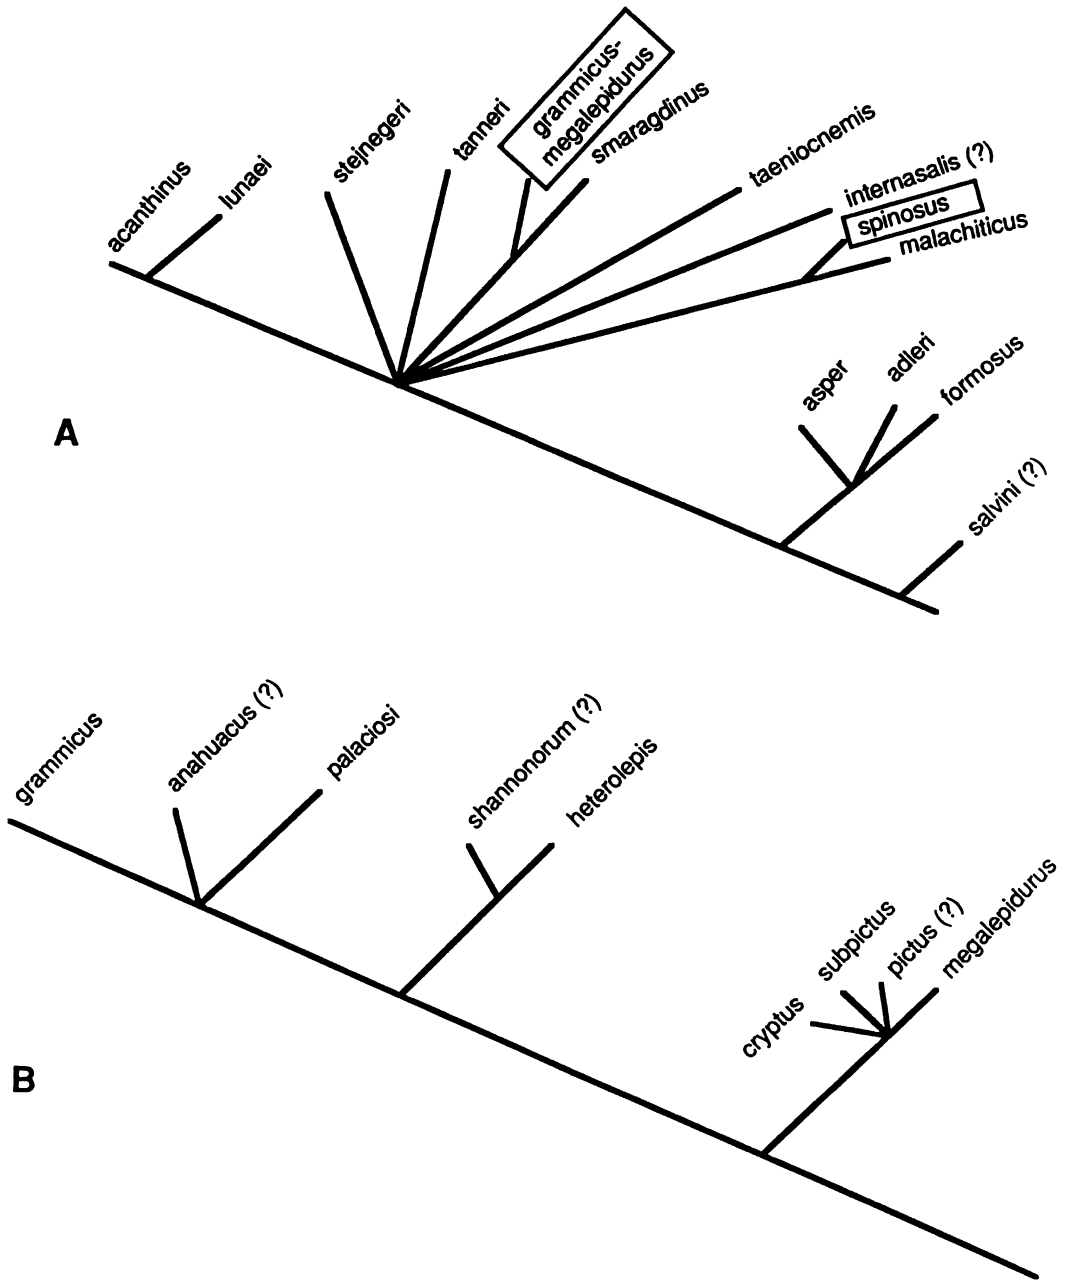 acanthinus
lunaei
stejnegeri
tanneri
grammicus-
megalepidurus
smaragdinus
taeniocnemis
internasalis (?)
spinosus
malachiticus
asper
adleri
formosus
salvini (?)
A
grammicus
anahuacus (?)
palaciosi
shannonorum (?)
heterolepis
cryptus
subpictus
pictus (?)
megalepidurus
B